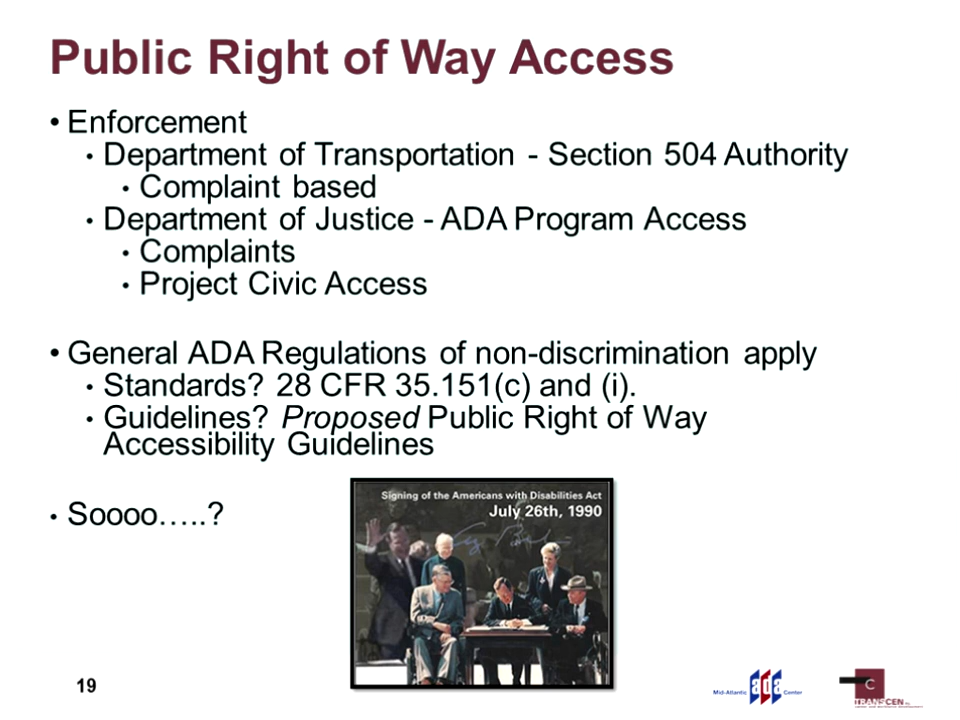 Public Right of Way Access
• Enforcement
• Department of Transportation - Section 504 Authority
• Complaint based
• Department of Justice - ADA Program Access
• Complaints
• Project Civic Access
• General ADA Regulations of non-discrimination apply
• Standards? 28 CFR 35.151(c) and (i).
• Guidelines? Proposed Public Right of Way
Accessibility Guidelines
• Soooo…..?
Signing of the Americans with Disabilities Act
July 26th, 1990
19
Mid-Atlantic ada Center
C
TRANSCEN